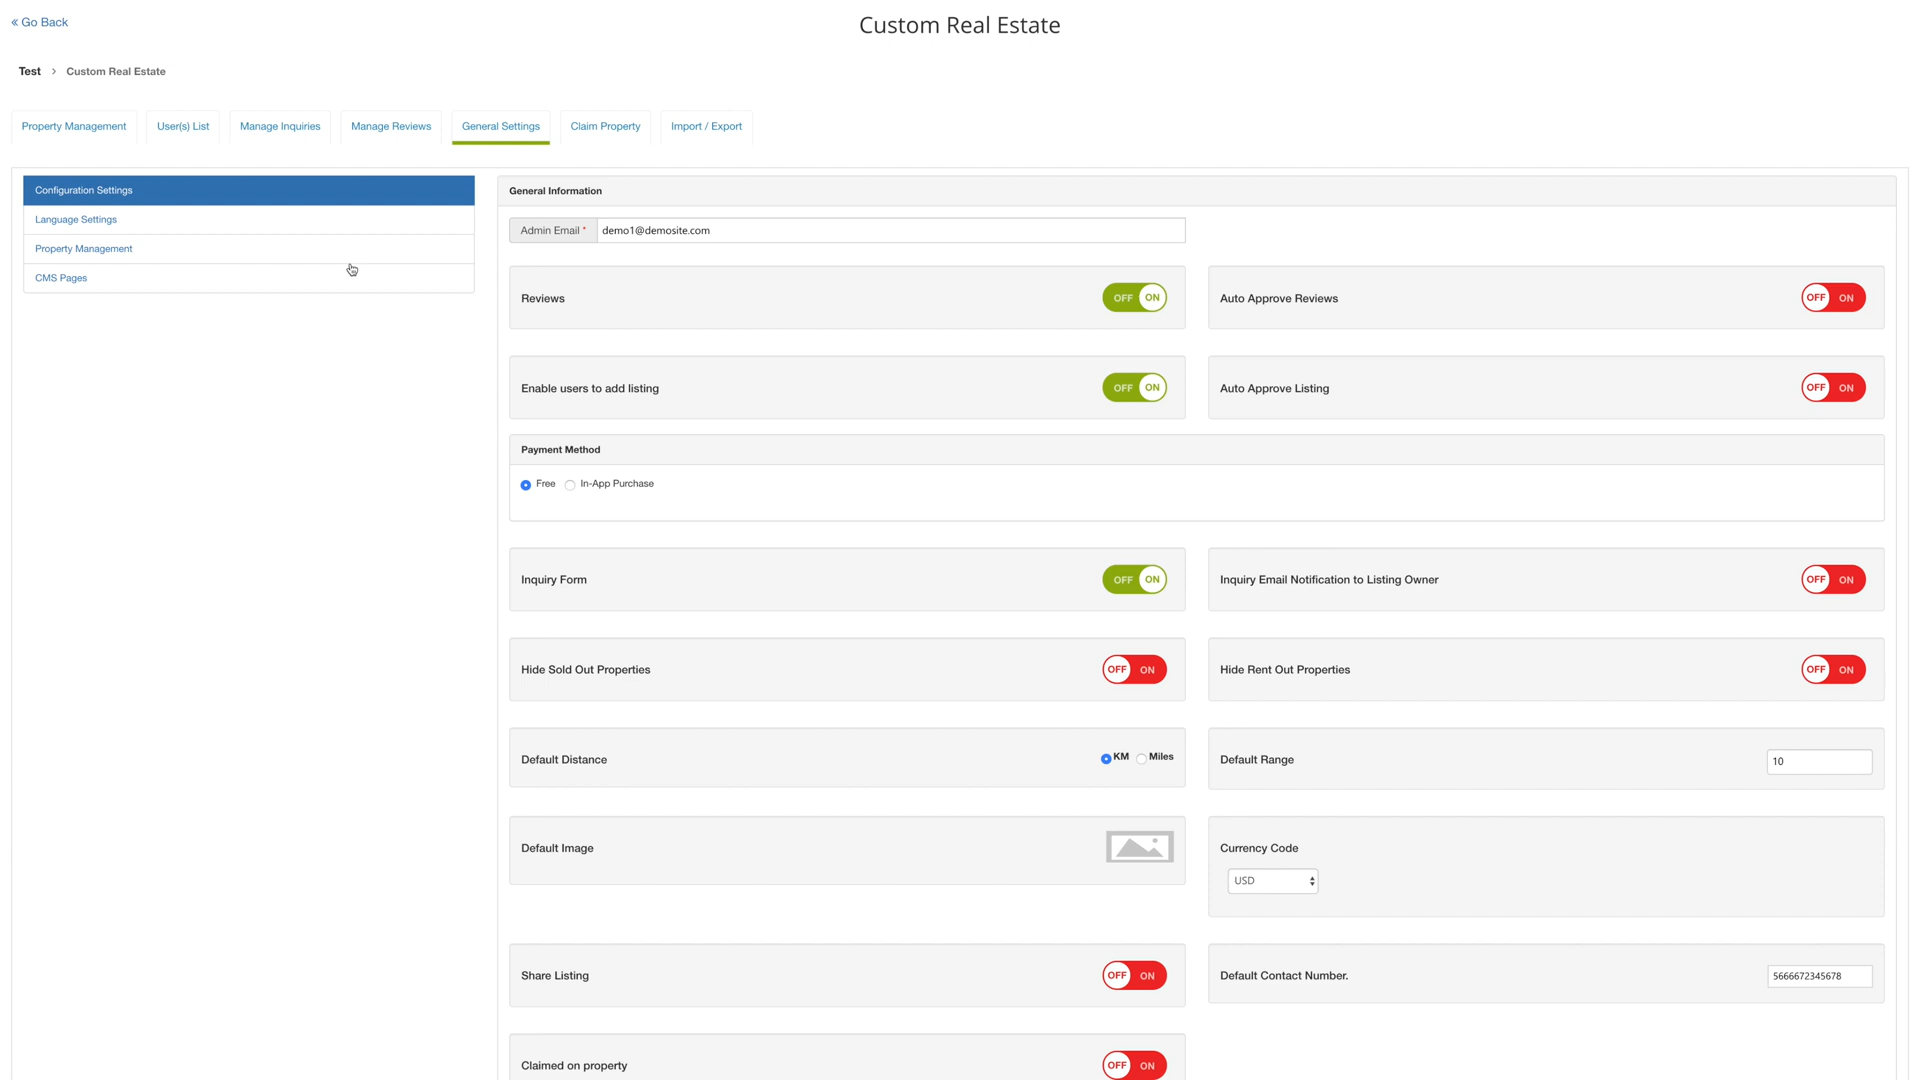 « Go Back
Custom Real Estate
Test > Custom Real Estate
Property Management User(s) List Manage Inquiries Manage Reviews General Settings Claim Property Import / Export
Configuration Settings
Language Settings
Property Management
CMS Pages
General Information
Admin Email * demo1@demosite.com
Reviews OFF ON
Auto Approve Reviews OFF ON
Enable users to add listing OFF ON
Auto Approve Listing OFF ON
Payment Method
Free In-App Purchase
Inquiry Form OFF ON
Inquiry Email Notification to Listing Owner OFF ON
Hide Sold Out Properties OFF ON
Hide Rent Out Properties OFF ON
Default Distance KM Miles
Default Range 10
Default Image
Currency Code
USD
Share Listing OFF ON
Default Contact Number. 5666672345678
Claimed on property OFF ON